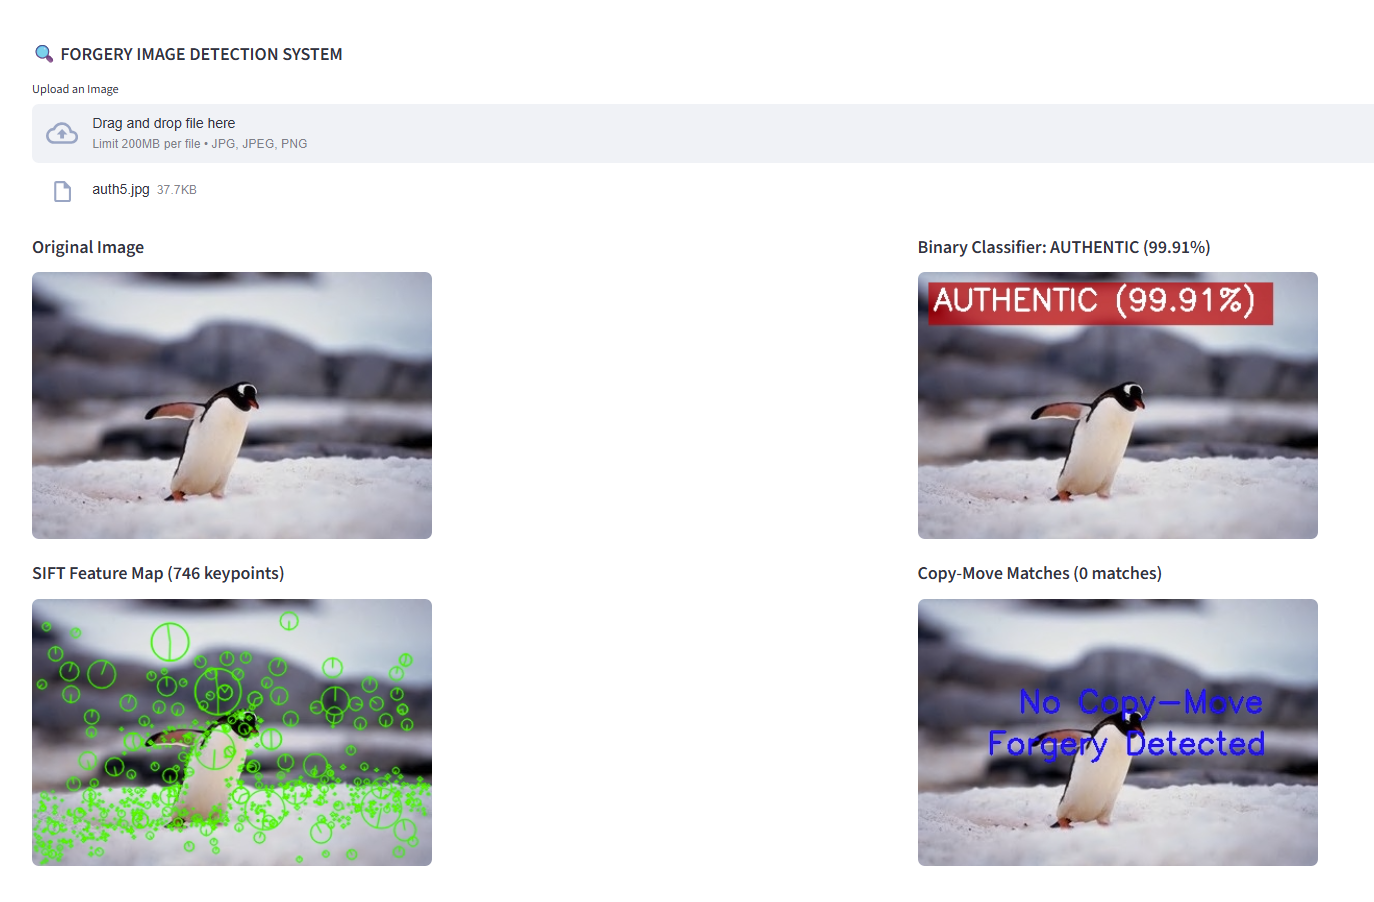 FORGERY IMAGE DETECTION SYSTEM
Upload an Image
Drag and drop file here
Limit 200MB per file • JPG, JPEG, PNG
auth5.jpg 37.7KB
Original Image
Binary Classifier: AUTHENTIC (99.91%)
AUTHENTIC (99.91%)
SIFT Feature Map (746 keypoints)
Copy-Move Matches (0 matches)
No Copy-Move
Forgery Detected